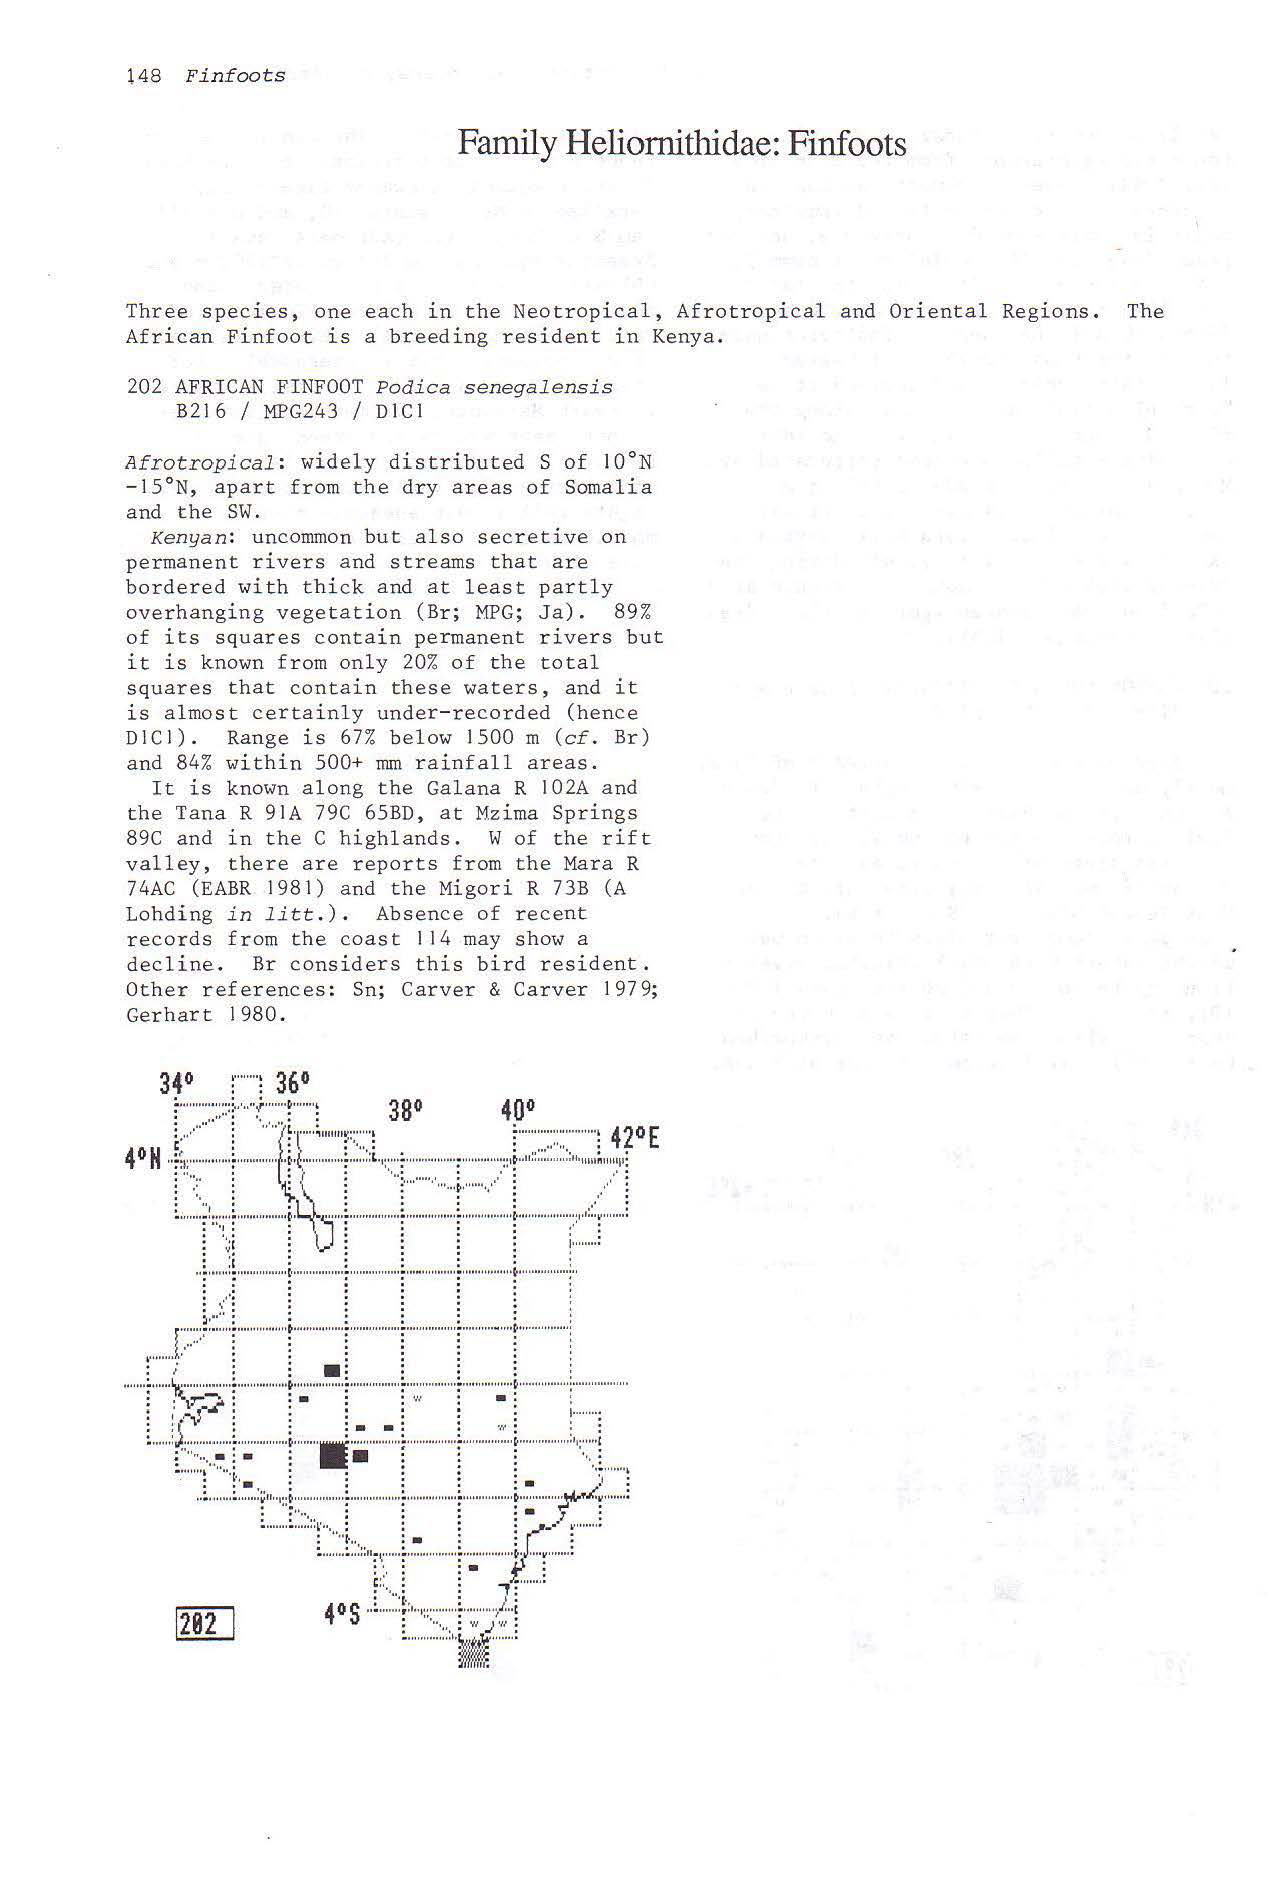 148 Finfoots
Family Heliornithidae: Finfoots
Three species, one each in the Neotropical, Afrotropical and Oriental Regions. The
African Finfoot is a breeding resident in Kenya.
202 AFRICAN FINFOOT Podica senegalensis
B216 / MPG243 / D1C1
Afrotropical: widely distributed S of 10°N
-15°N, apart from the dry areas of Somalia
and the SW.
Kenyan: uncommon but also secretive on
permanent rivers and streams that are
bordered with thick and at least partly
overhanging vegetation (Br; MPG; Ja). 89%
of its squares contain permanent rivers but
it is known from only 20% of the total
squares that contain these waters, and it
is almost certainly under-recorded (hence
D1C1). Range is 67% below 1500 m (cf. Br)
and 84% within 500+ mm rainfall areas.
It is known along the Galana R 102A and
the Tana R 91A 79C 65BD, at Mzima Springs
89C and in the C highlands. W of the rift
valley, there are reports from the Mara R
74AC (EABR 1981) and the Migori R 73B (A
Lohding in litt.). Absence of recent
records from the coast 114 may show a
decline. Br considers this bird resident.
Other references: Sn; Carver & Carver 1979;
Gerhart 1980.
34° 36°
38° 40°
42°E
4°N
W
W
4°S
W W
202